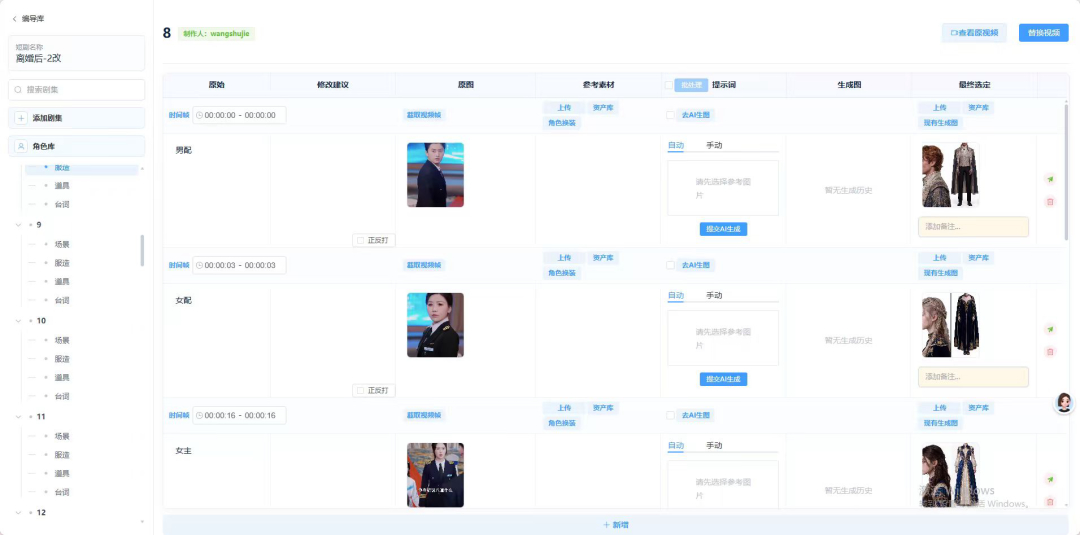 编导库
短剧名称
离婚后-2改
搜索剧集
添加剧集
角色库
服造
道具
台词
9
场景
服造
道具
台词
10
场景
服造
道具
台词
11
场景
服造
道具
台词
12
8 制作人：wangshujie
查看原视频 替换视频
原始 修改建议 原图 参考素材 批处理 提示词 生成图 最终选定
时间帧 00:00:00 - 00:00:00 截取视频帧 上传 资产库 去AI生图 上传 资产库
角色换装 现有生成图
男配 自动 手动
请先选择参考图
片
暂无生成历史
提交AI生成 添加备注...
正反打
时间帧 00:00:03 - 00:00:03 截取视频帧 上传 资产库 去AI生图 上传 资产库
角色换装 现有生成图
女配 自动 手动
请先选择参考图
片
暂无生成历史
提交AI生成 添加备注...
正反打
时间帧 00:00:16 - 00:00:16 截取视频帧 上传 资产库 去AI生图 上传 资产库
角色换装 现有生成图
女主 自动 手动
请先选择参考图
片
暂无生成历史
Windows
Windows。
+ 新增